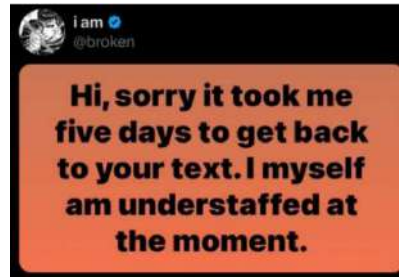 i am
@broken
Hi, sorry it took me
five days to get back
to your text. I myself
am understaffed at
the moment.